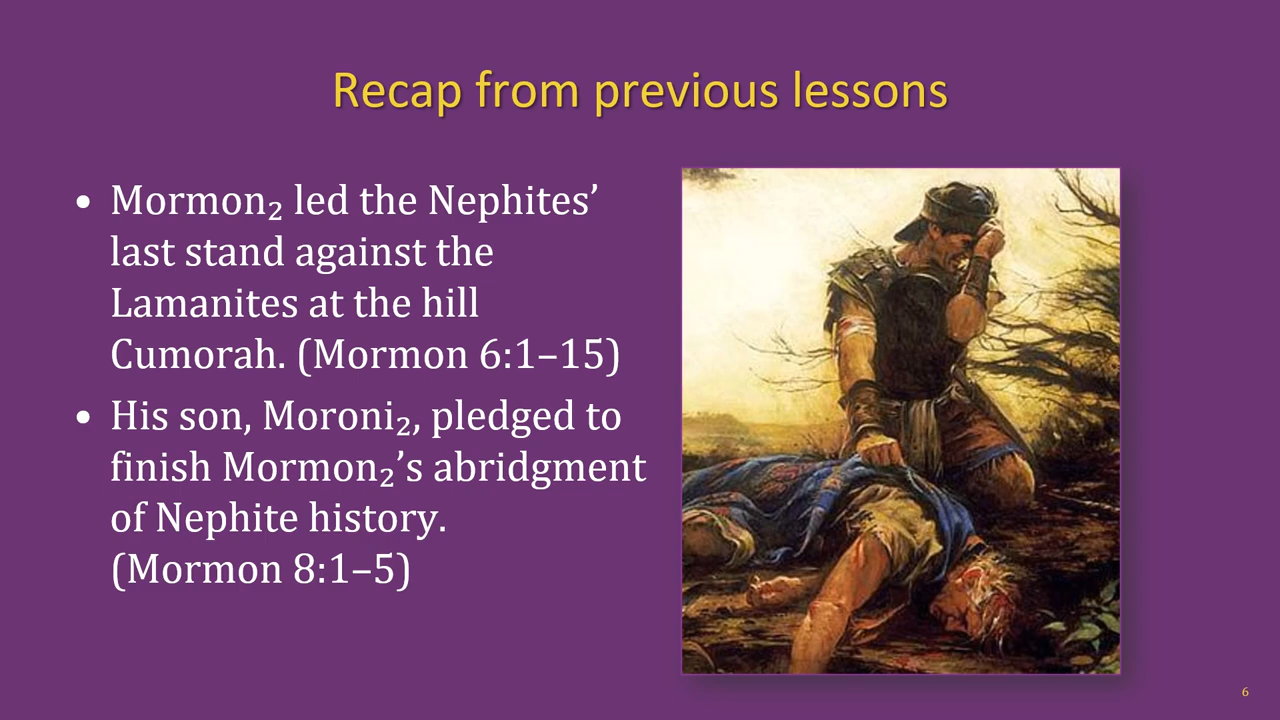 Recap from previous lessons
• Mormon₂ led the Nephites’
last stand against the
Lamanites at the hill
Cumorah. (Mormon 6:1–15)
• His son, Moroni₂, pledged to
finish Mormon₂’s abridgment
of Nephite history.
(Mormon 8:1–5)
6